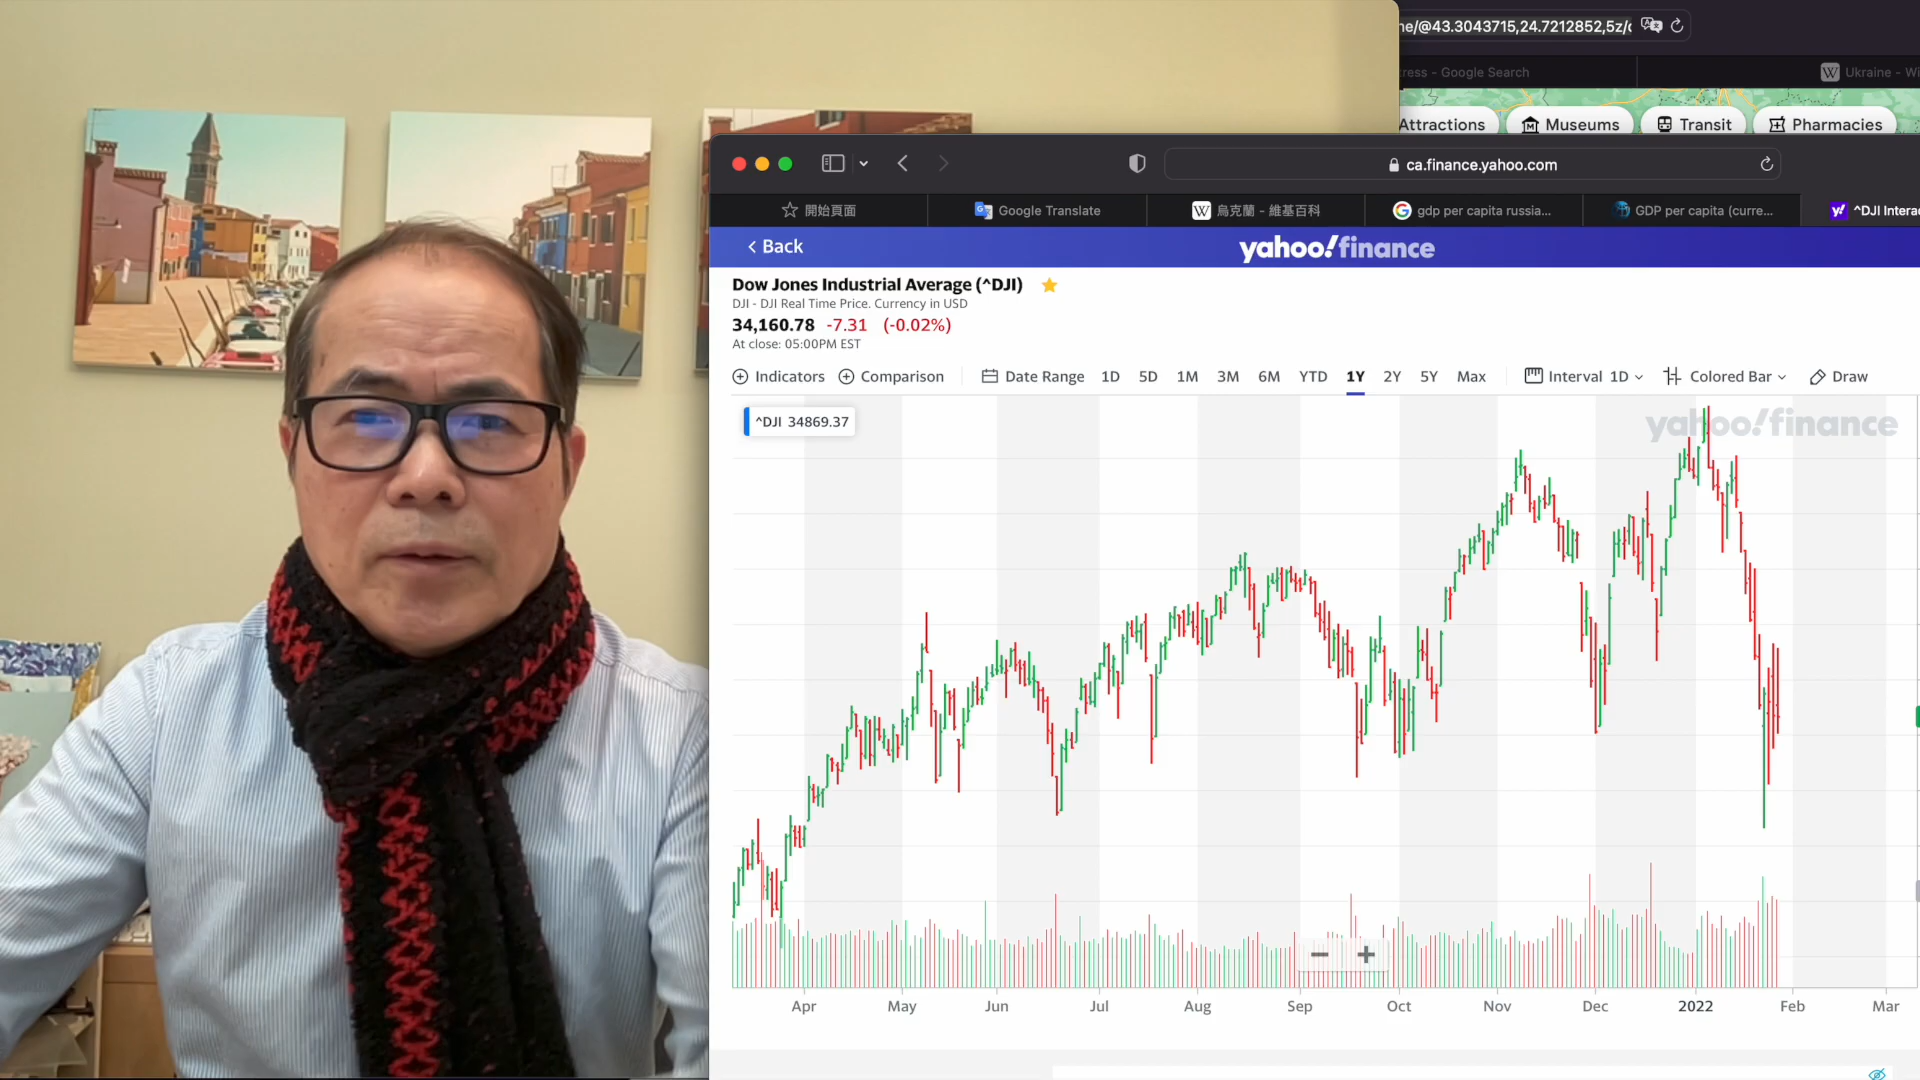 ne/@43.3043715,24.7212852,5z/
ress - Google Search
Ukraine - Wi
Attractions
Museums
Transit
Pharmacies
ca.finance.yahoo.com
開始頁面
Google Translate
烏克蘭 - 維基百科
gdp per capita russia...
GDP per capita (curre...
^DJI Interac
Back
yahoo!finance
Dow Jones Industrial Average (^DJI)
DJI - DJI Real Time Price. Currency in USD
34,160.78 -7.31 (-0.02%)
At close: 05:00PM EST
Indicators
Comparison
Date Range
1D 5D 1M 3M 6M YTD 1Y 2Y 5Y Max
Interval 1D
Colored Bar
Draw
^DJI 34869.37
yahoo!finance
Apr May Jun Jul Aug Sep Oct Nov Dec 2022 Feb Mar